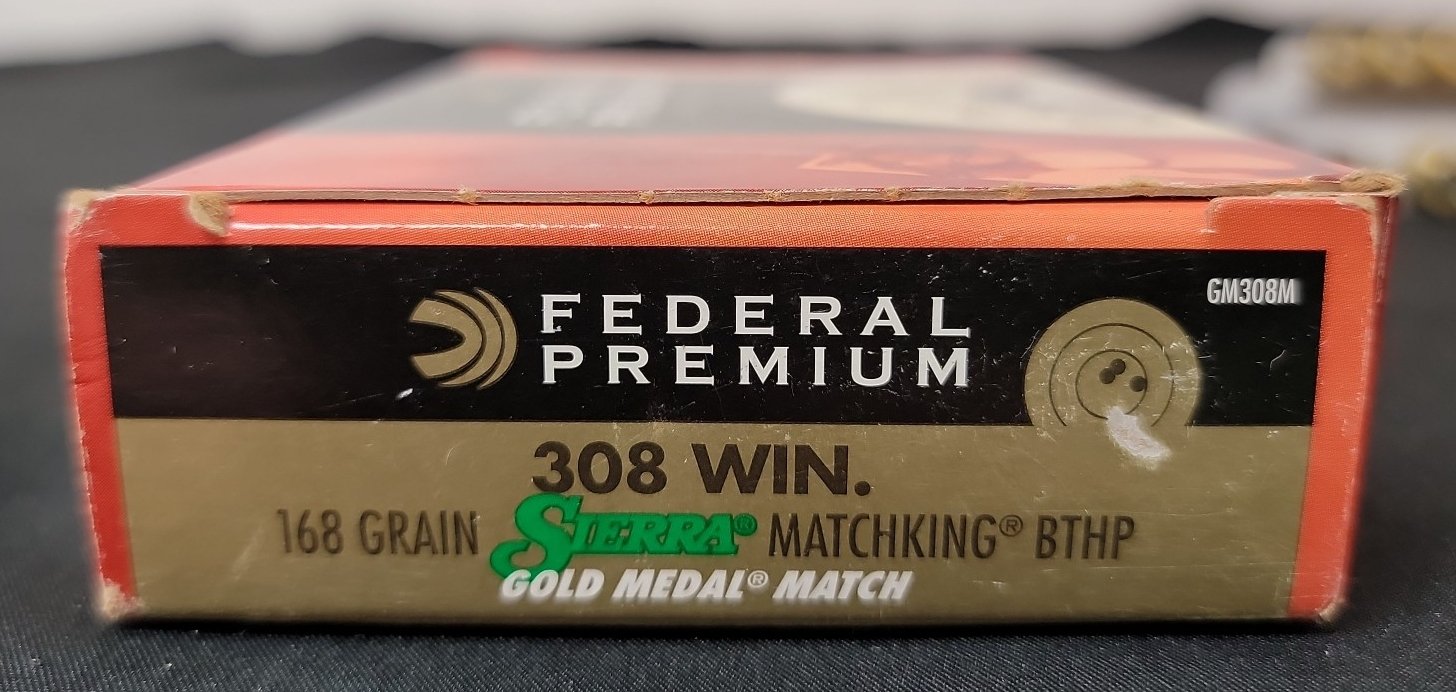 FEDERAL
PREMIUM
GM308M
308 WIN.
168 GRAIN SIERRA® MATCHKING® BTHP
GOLD MEDAL® MATCH